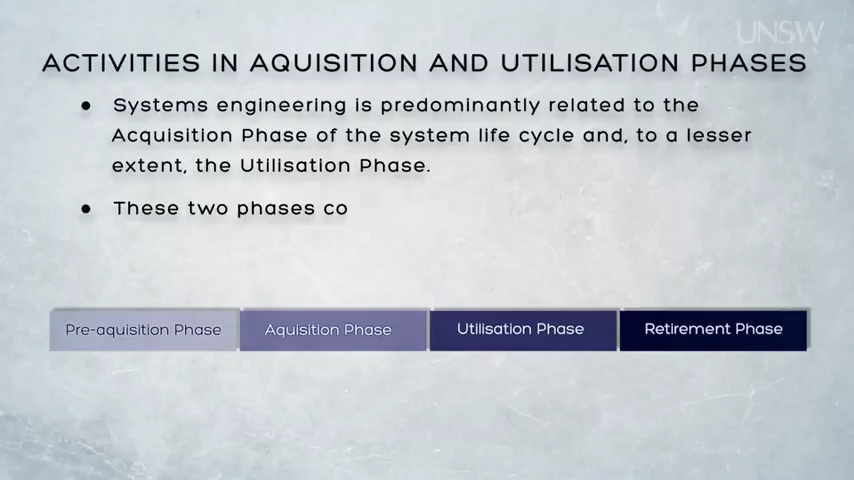 UNSW
ACTIVITIES IN AQUISITION AND UTILISATION PHASES
• Systems engineering is predominantly related to the
Acquisition Phase of the system life cycle and, to a lesser
extent, the Utilisation Phase.
• These two phases co
Pre-aquisition Phase
Aquisition Phase
Utilisation Phase
Retirement Phase